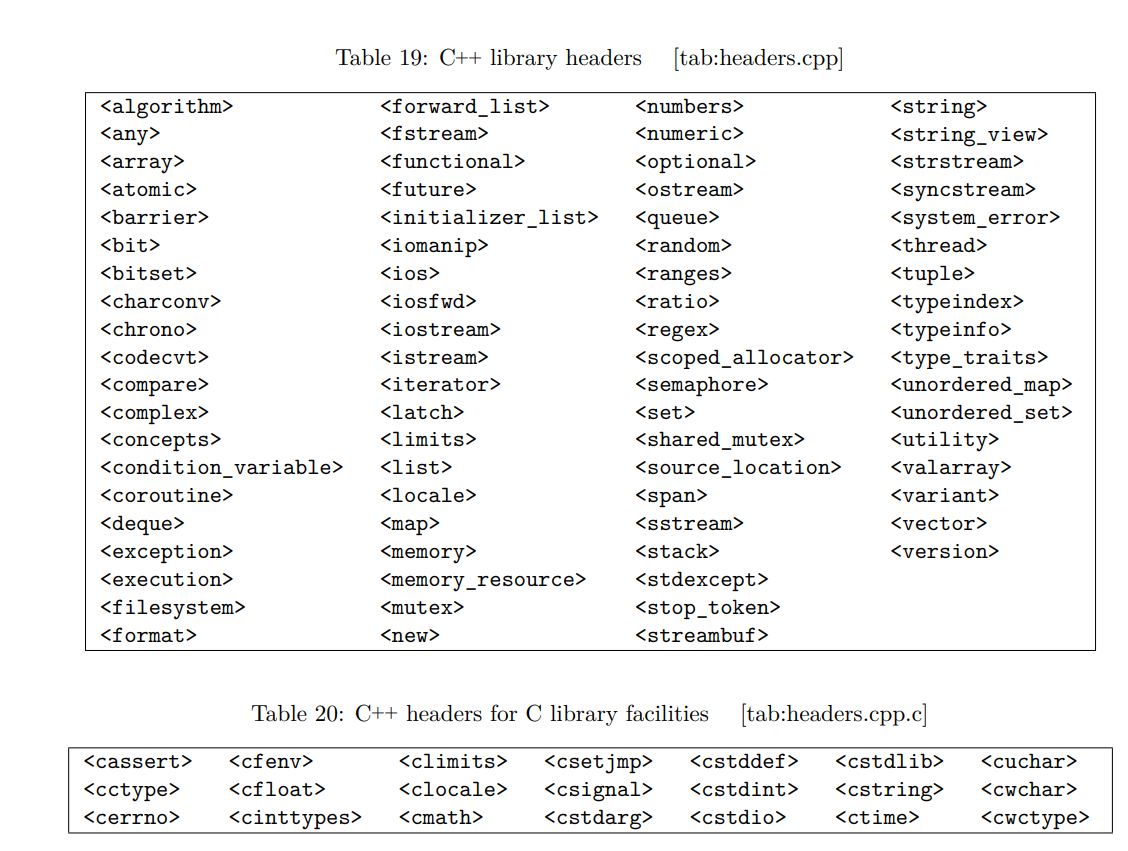 Table 19: C++ library headers [tab:headers.cpp]
<algorithm> <forward_list> <numbers> <string>
<any> <fstream> <numeric> <string_view>
<array> <functional> <optional> <strstream>
<atomic> <future> <ostream> <syncstream>
<barrier> <initializer_list> <queue> <system_error>
<bit> <iomanip> <random> <thread>
<bitset> <ios> <ranges> <tuple>
<charconv> <iosfwd> <ratio> <typeindex>
<chrono> <iostream> <regex> <typeinfo>
<codecvt> <istream> <scoped_allocator> <type_traits>
<compare> <iterator> <semaphore> <unordered_map>
<complex> <latch> <set> <unordered_set>
<concepts> <limits> <shared_mutex> <utility>
<condition_variable> <list> <source_location> <valarray>
<coroutine> <locale> <span> <variant>
<deque> <map> <sstream> <vector>
<exception> <memory> <stack> <version>
<execution> <memory_resource> <stdexcept>
<filesystem> <mutex> <stop_token>
<format> <new> <streambuf>
Table 20: C++ headers for C library facilities [tab:headers.cpp.c]
<cassert> <cfenv> <climits> <csetjmp> <cstddef> <cstdlib> <cuchar>
<cctype> <cfloat> <clocale> <csignal> <cstdint> <cstring> <cwchar>
<cerrno> <cinttypes> <cmath> <cstdarg> <cstdio> <ctime> <cwctype>